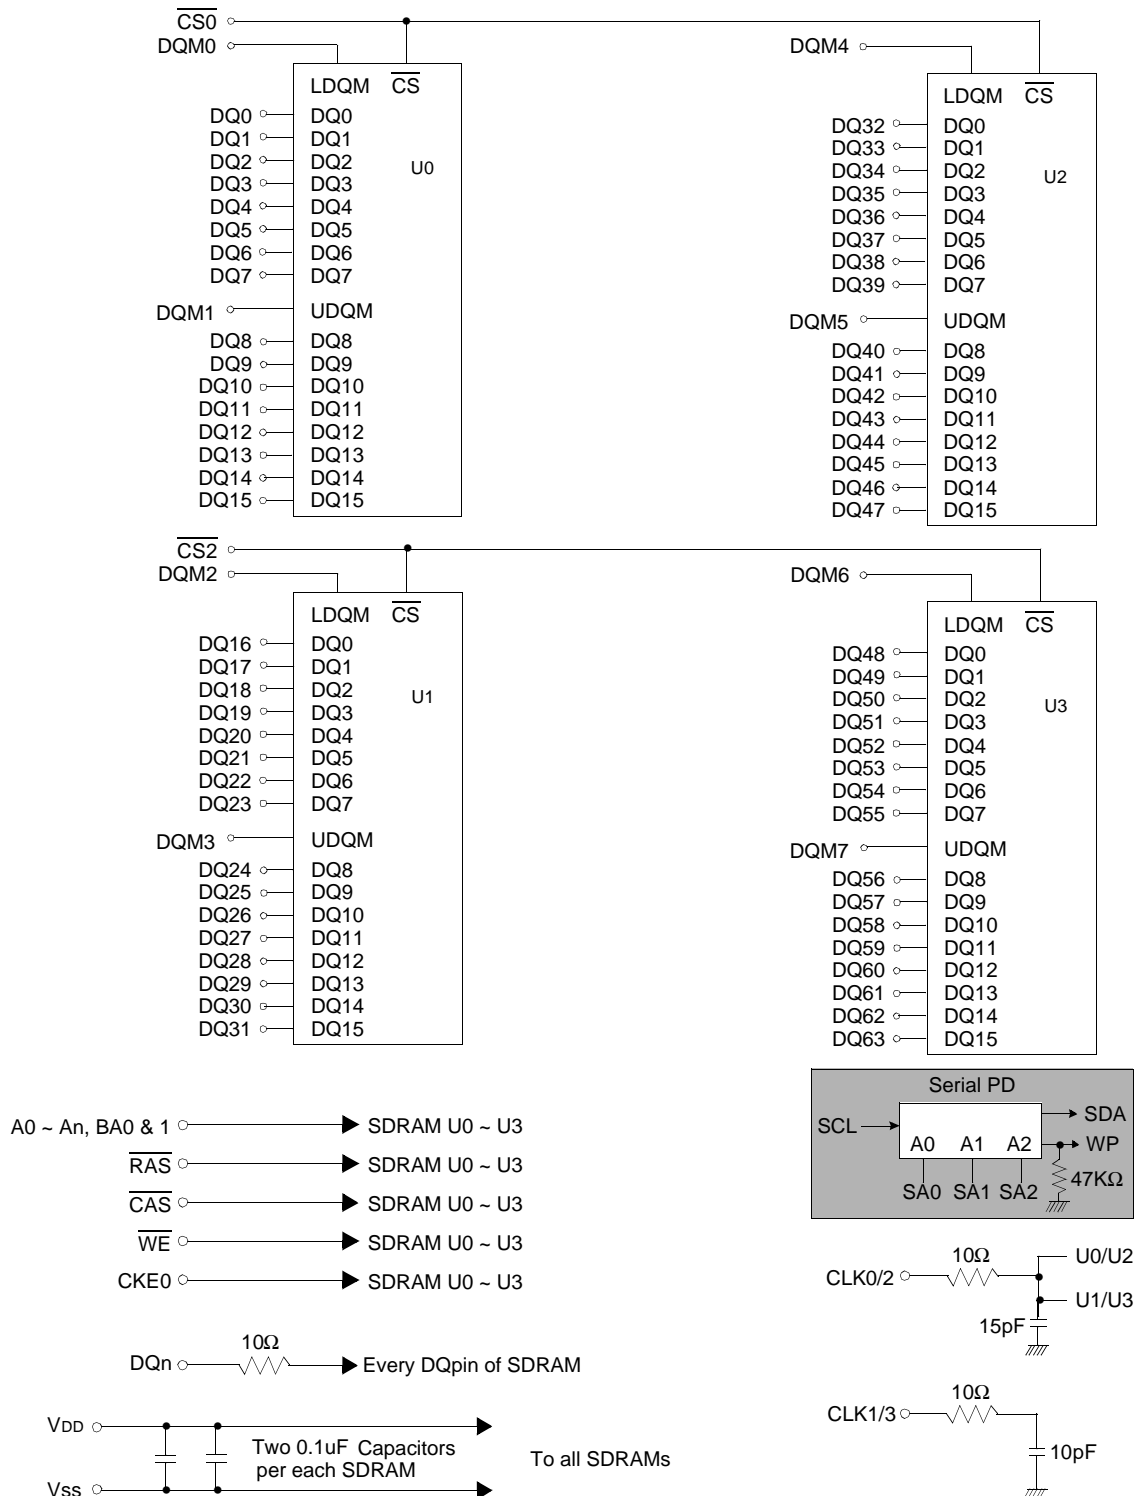 CS0
DQM0
LDQM CS
DQ0 DQ0
DQ1 DQ1
DQ2 DQ2
DQ3 DQ3
DQ4 DQ4
DQ5 DQ5
DQ6 DQ6
DQ7 DQ7
U0
DQM1 UDQM
DQ8 DQ8
DQ9 DQ9
DQ10 DQ10
DQ11 DQ11
DQ12 DQ12
DQ13 DQ13
DQ14 DQ14
DQ15 DQ15
DQM4
LDQM CS
DQ32 DQ0
DQ33 DQ1
DQ34 DQ2
DQ35 DQ3
DQ36 DQ4
DQ37 DQ5
DQ38 DQ6
DQ39 DQ7
U2
DQM5 UDQM
DQ40 DQ8
DQ41 DQ9
DQ42 DQ10
DQ43 DQ11
DQ44 DQ12
DQ45 DQ13
DQ46 DQ14
DQ47 DQ15
CS2
DQM2
LDQM CS
DQ16 DQ0
DQ17 DQ1
DQ18 DQ2
DQ19 DQ3
DQ20 DQ4
DQ21 DQ5
DQ22 DQ6
DQ23 DQ7
U1
DQM3 UDQM
DQ24 DQ8
DQ25 DQ9
DQ26 DQ10
DQ27 DQ11
DQ28 DQ12
DQ29 DQ13
DQ30 DQ14
DQ31 DQ15
DQM6
LDQM CS
DQ48 DQ0
DQ49 DQ1
DQ50 DQ2
DQ51 DQ3
DQ52 DQ4
DQ53 DQ5
DQ54 DQ6
DQ55 DQ7
U3
DQM7 UDQM
DQ56 DQ8
DQ57 DQ9
DQ58 DQ10
DQ59 DQ11
DQ60 DQ12
DQ61 DQ13
DQ62 DQ14
DQ63 DQ15
A0 ~ An, BA0 & 1 SDRAM U0 ~ U3
RAS SDRAM U0 ~ U3
CAS SDRAM U0 ~ U3
WE SDRAM U0 ~ U3
CKE0 SDRAM U0 ~ U3
10Ω
DQn Every DQpin of SDRAM
VDD
Two 0.1uF Capacitors
per each SDRAM
To all SDRAMs
Vss
Serial PD
SCL SDA
A0 A1 A2 WP
SA0 SA1 SA2 47KΩ
10Ω U0/U2
CLK0/2
U1/U3
15pF
10Ω
CLK1/3
10pF